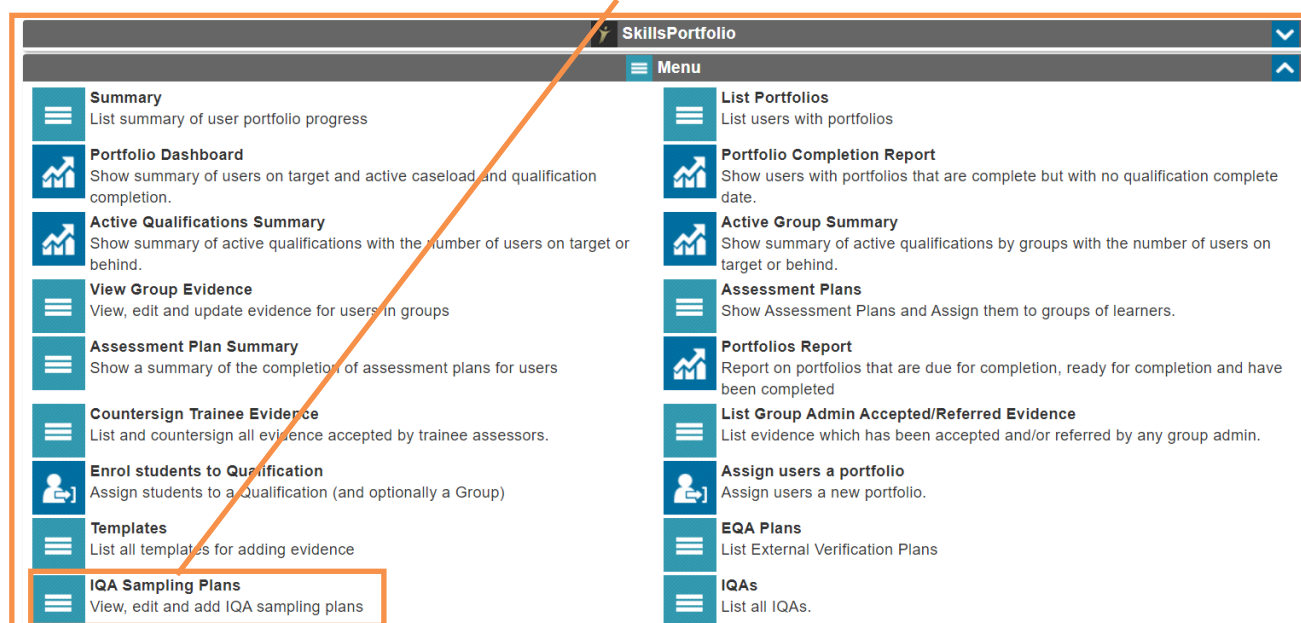 SkillsPortfolio
Menu
Summary
List summary of user portfolio progress
List Portfolios
List users with portfolios
Portfolio Dashboard
Show summary of users on target and active caseload and qualification
completion.
Portfolio Completion Report
Show users with portfolios that are complete but with no qualification complete
date.
Active Qualifications Summary
Show summary of active qualifications with the number of users on target or
behind.
Active Group Summary
Show summary of active qualifications by groups with the number of users on
target or behind.
View Group Evidence
View, edit and update evidence for users in groups
Assessment Plans
Show Assessment Plans and Assign them to groups of learners.
Assessment Plan Summary
Show a summary of the completion of assessment plans for users
Portfolios Report
Report on portfolios that are due for completion, ready for completion and have
been completed
Countersign Trainee Evidence
List and countersign all evidence accepted by trainee assessors.
List Group Admin Accepted/Referred Evidence
List evidence which has been accepted and/or referred by any group admin.
Enrol students to Qualification
Assign students to a Qualification (and optionally a Group)
Assign users a portfolio
Assign users a new portfolio.
Templates
List all templates for adding evidence
EQA Plans
List External Verification Plans
IQA Sampling Plans
View, edit and add IQA sampling plans
IQAs
List all IQAs.